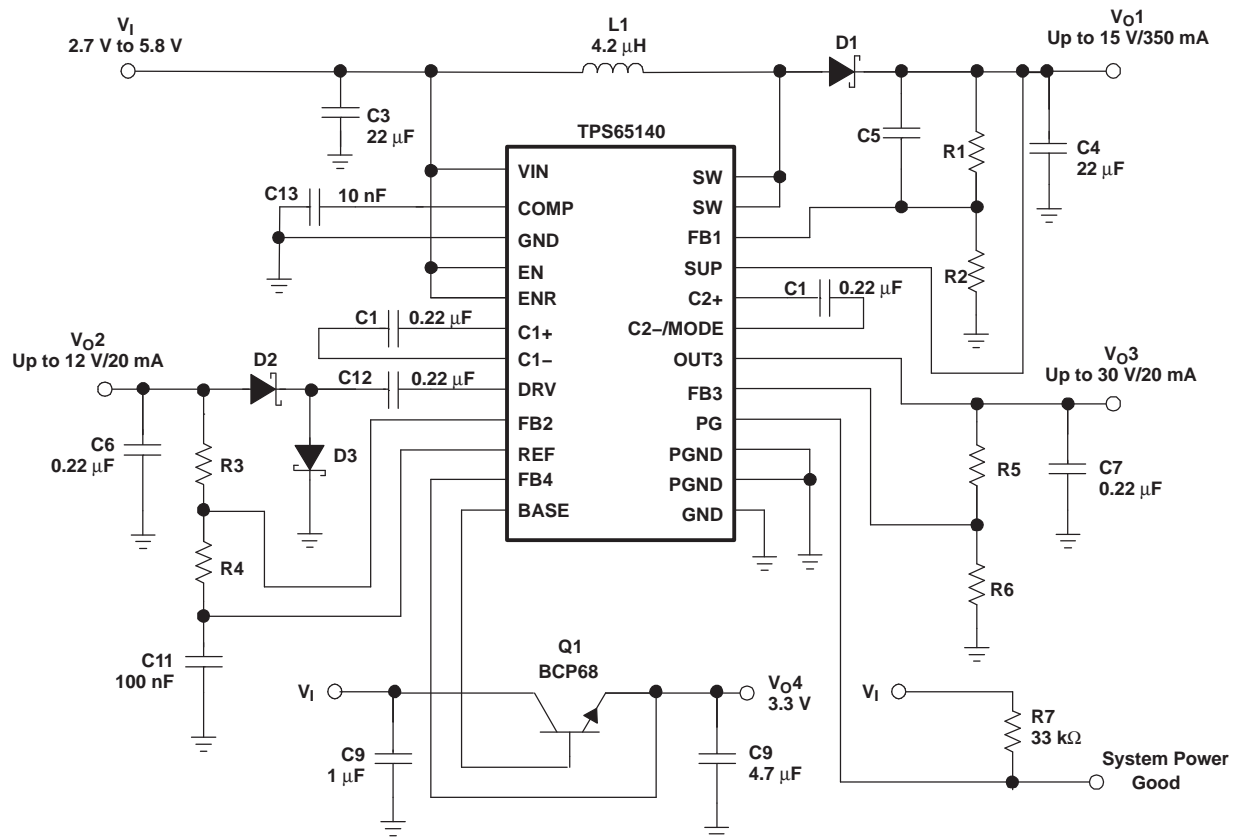 VI
2.7 V to 5.8 V
L1
4.2 μH
D1
VO1
Up to 15 V/350 mA
C3
22 μF
TPS65140
C5
R1
C4
22 μF
C13
10 nF
VIN
COMP
GND
EN
ENR
C1+
C1–
DRV
FB2
REF
FB4
BASE
SW
SW
FB1
SUP
C2+
C2–/MODE
OUT3
FB3
PG
PGND
PGND
GND
R2
C1
0.22 μF
C1
0.22 μF
VO2
Up to 12 V/20 mA
D2
C12
0.22 μF
VO3
Up to 30 V/20 mA
C6
0.22 μF
R3
D3
R5
C7
0.22 μF
R4
R6
C11
100 nF
Q1
BCP68
VI
VO4
3.3 V
VI
R7
33 kΩ
C9
1 μF
C9
4.7 μF
System Power
Good